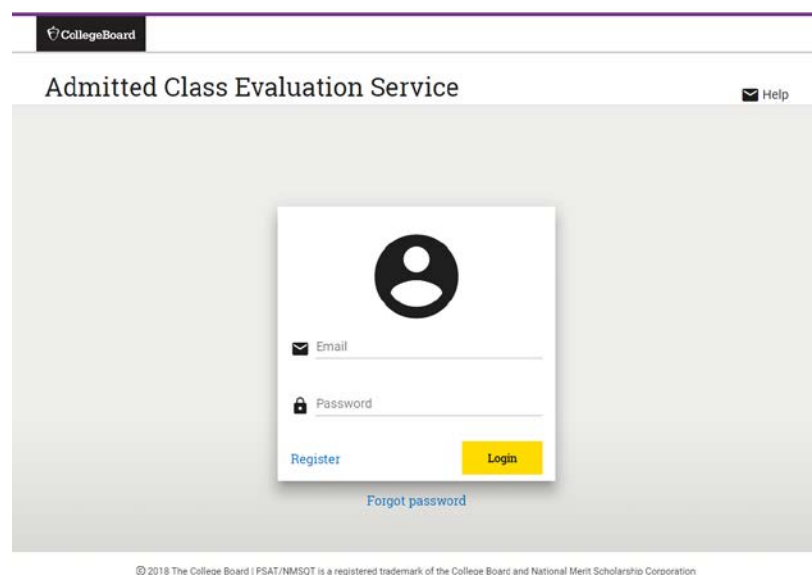 CollegeBoard
Admitted Class Evaluation Service
Help
Email
Password
Register Login
Forgot password
© 2018 The College Board | PSAT/NMSQT is a registered trademark of the College Board and National Merit Scholarship Corporation